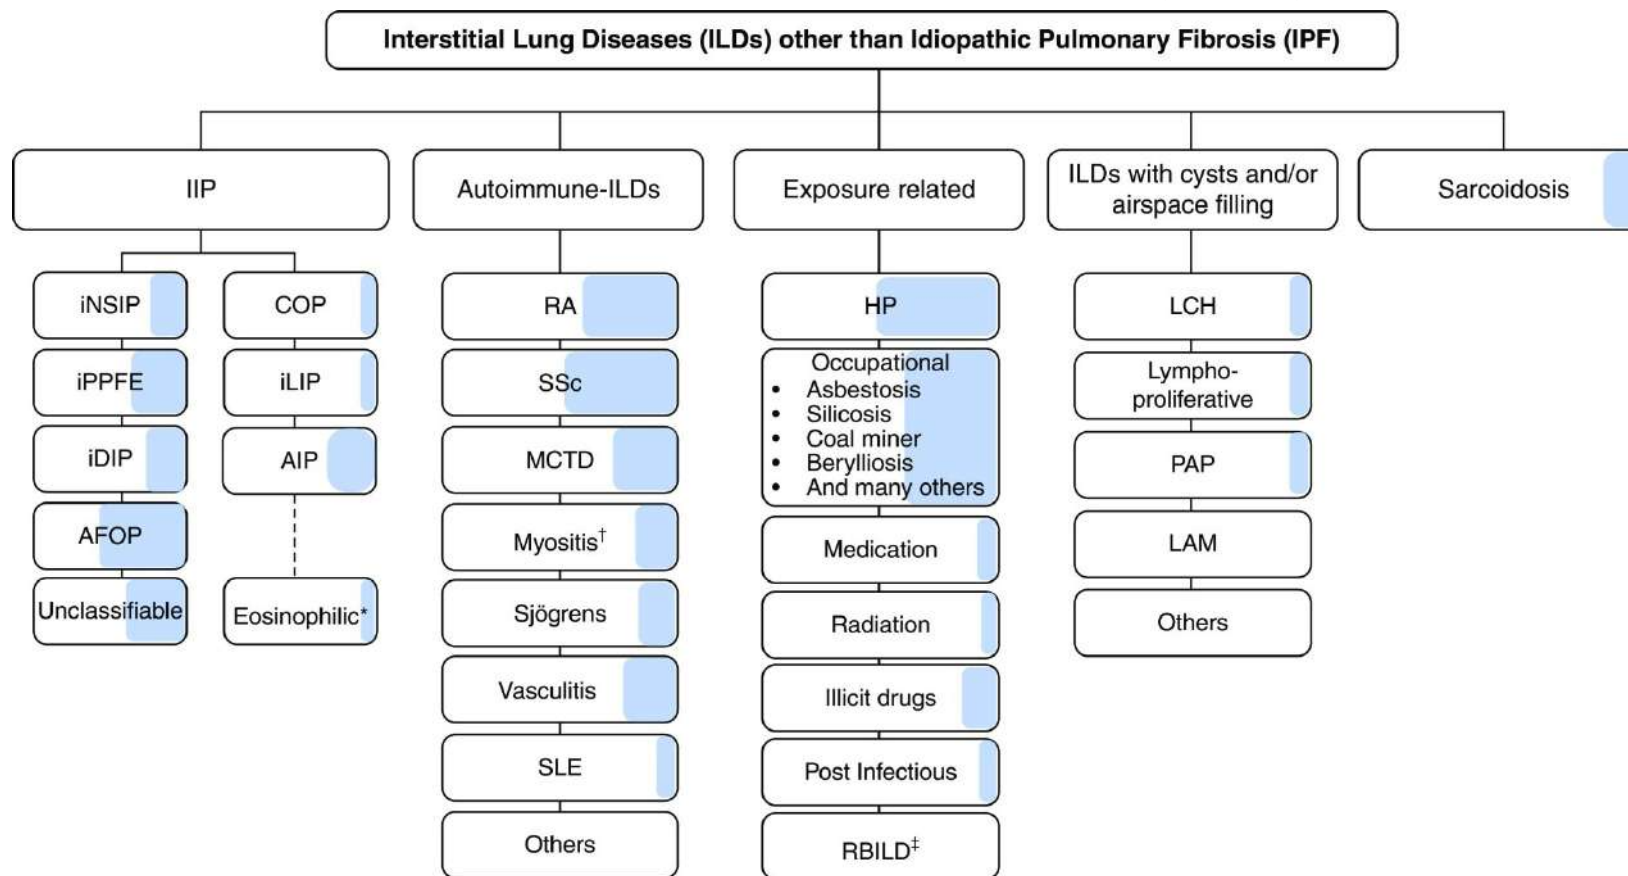 Interstitial Lung Diseases (ILDs) other than Idiopathic Pulmonary Fibrosis (IPF)
IIP
iNSIP
iPPFE
iDIP
AFOP
Unclassifiable
COP
iLIP
AIP
Eosinophilic*
Autoimmune-ILDs
RA
SSc
MCTD
Myositis†
Sjögrens
Vasculitis
SLE
Others
Exposure related
HP
Occupational
• Asbestosis
• Silicosis
• Coal miner
• Berylliosis
• And many others
Medication
Radiation
Illicit drugs
Post Infectious
RBILD‡
ILDs with cysts and/or
airspace filling
LCH
Lympho-
proliferative
PAP
LAM
Others
Sarcoidosis